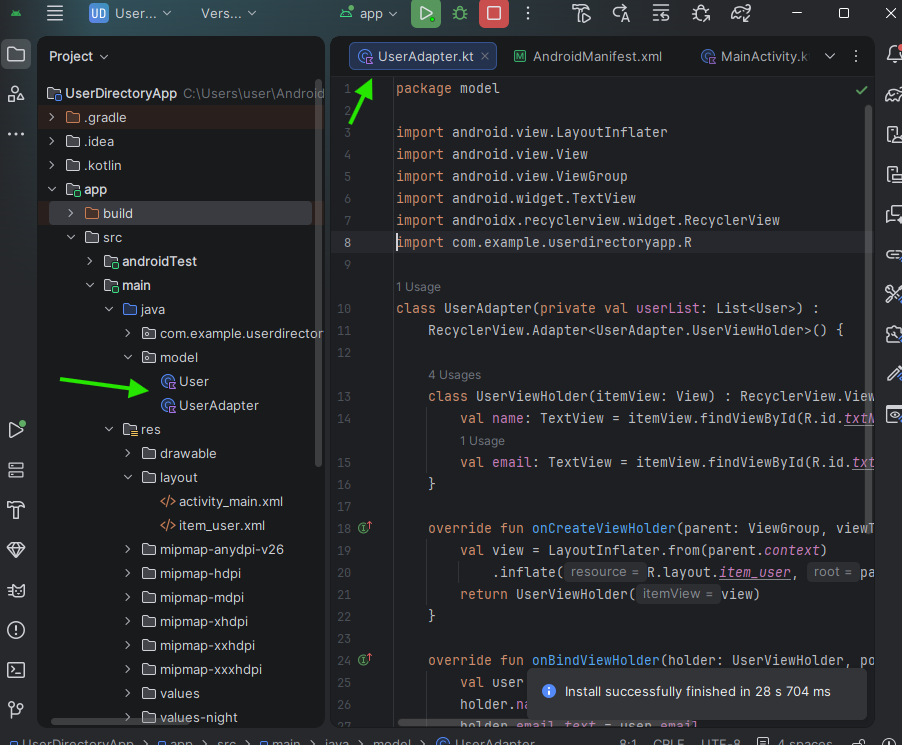 UD User... Vers... app
Project
UserDirectoryApp C:\Users\user\Android
.gradle
.idea
.kotlin
app
build
src
androidTest
main
java
com.example.userdirector
model
User
UserAdapter
res
drawable
layout
activity_main.xml
item_user.xml
mipmap-anydpi-v26
mipmap-hdpi
mipmap-mdpi
mipmap-xhdpi
mipmap-xxhdpi
mipmap-xxxhdpi
values
values-night
UserAdapter.kt AndroidManifest.xml MainActivity.k
1 package model
2
3 import android.view.LayoutInflater
4 import android.view.View
5 import android.view.ViewGroup
6 import android.widget.TextView
7 import androidx.recyclerview.widget.RecyclerView
8 import com.example.userdirectoryapp.R
9
1 Usage
10 class UserAdapter(private val userList: List<User>) :
11 RecyclerView.Adapter<UserAdapter.UserViewHolder>() {
12
4 Usages
13 class UserViewHolder(itemView: View) : RecyclerView.View
14 val name: TextView = itemView.findViewById(R.id.txtN
1 Usage
15 val email: TextView = itemView.findViewById(R.id.txt
16 }
17
18 override fun onCreateViewHolder(parent: ViewGroup, viewT
19 val view = LayoutInflater.from(parent.context)
20 .inflate( resource = R.layout.item_user, root = pa
21 return UserViewHolder( itemView = view)
22 }
23
24 override fun onBindViewHolder(holder: UserViewHolder, po
25 val user
26 holder.na
27 holder.email.text = user.email
Install successfully finished in 28 s 704 ms
UserDirectoryApp app src main java model UserAdapter 8:1 CRLF UTF-8 4 spaces